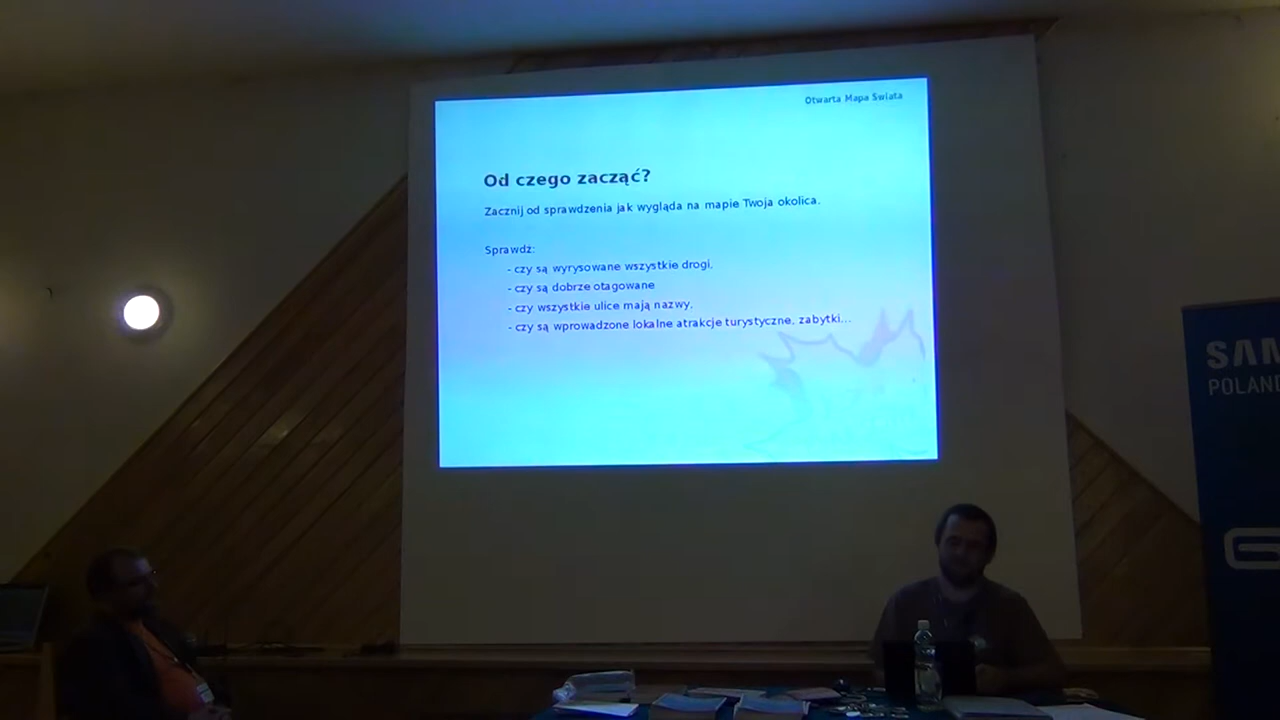 Otwarta Mapa Świata
Od czego zacząć?
Zacznij od sprawdzenia jak wygląda na mapie Twoja okolica.
Sprawdz:
- czy są wyrysowane wszystkie drogi,
- czy są dobrze otagowane
- czy wszystkie ulice mają nazwy,
- czy są wprowadzone lokalne atrakcje turystyczne, zabytki...
SAM
POLAND